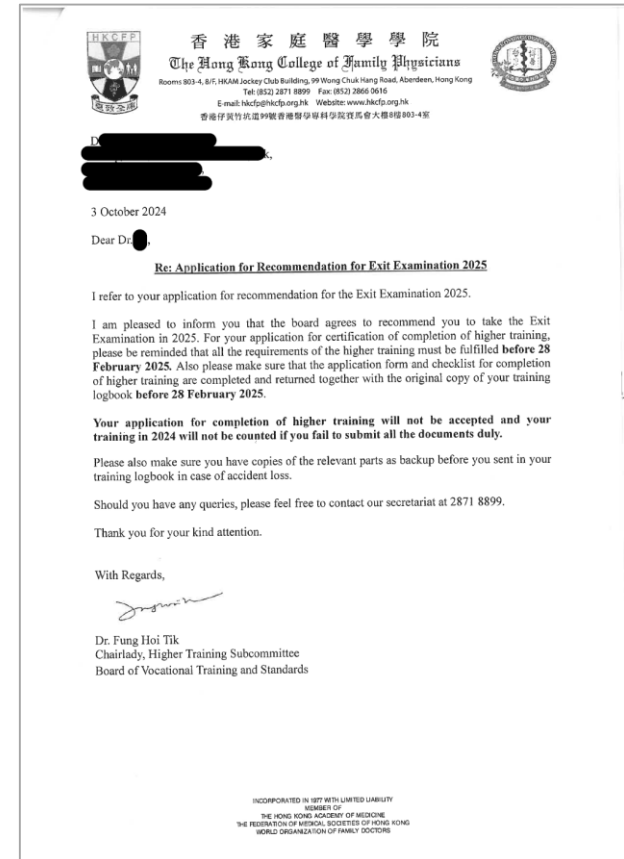 HKCFP
香港家庭醫學學院
The Hong Kong College of Family Physicians
Rooms 803-4, 8/F, HKAM Jockey Club Building, 99 Wong Chuk Hang Road, Aberdeen, Hong Kong
Tel: (852) 2871 8899 Fax: (852) 2866 0616
E-mail: hkcfp@hkcfp.org.hk Website: www.hkcfp.org.hk
香港仔黃竹坑道99號香港醫學專科學院賽馬會大樓8樓803-4室
D
k,
3 October 2024
Dear Dr. ,
Re: Application for Recommendation for Exit Examination 2025
I refer to your application for recommendation for the Exit Examination 2025.
I am pleased to inform you that the board agrees to recommend you to take the Exit
Examination in 2025. For your application for certification of completion of higher training,
please be reminded that all the requirements of the higher training must be fulfilled before 28
February 2025. Also please make sure that the application form and checklist for completion
of higher training are completed and returned together with the original copy of your training
logbook before 28 February 2025.
Your application for completion of higher training will not be accepted and your
training in 2024 will not be counted if you fail to submit all the documents duly.
Please also make sure you have copies of the relevant parts as backup before you sent in your
training logbook in case of accident loss.
Should you have any queries, please feel free to contact our secretariat at 2871 8899.
Thank you for your kind attention.
With Regards,
Dr. Fung Hoi Tik
Chairlady, Higher Training Subcommittee
Board of Vocational Training and Standards
INCORPORATED IN 1977 WITH LIMITED LIABILITY
MEMBER OF
THE HONG KONG ACADEMY OF MEDICINE
THE FEDERATION OF MEDICAL SOCIETIES OF HONG KONG
WORLD ORGANIZATION OF FAMILY DOCTORS